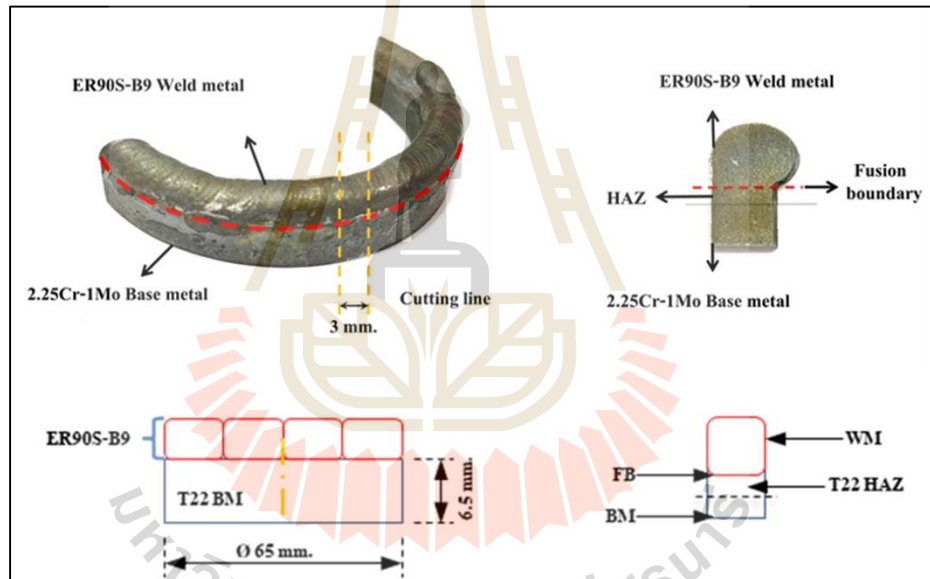 ER90S-B9 Weld metal
2.25Cr-1Mo Base metal
Cutting line
3 mm.
ER90S-B9 Weld metal
HAZ
Fusion
boundary
2.25Cr-1Mo Base metal
ER90S-B9
T22 BM
6.5 mm.
Ø 65 mm.
WM
FB
T22 HAZ
BM